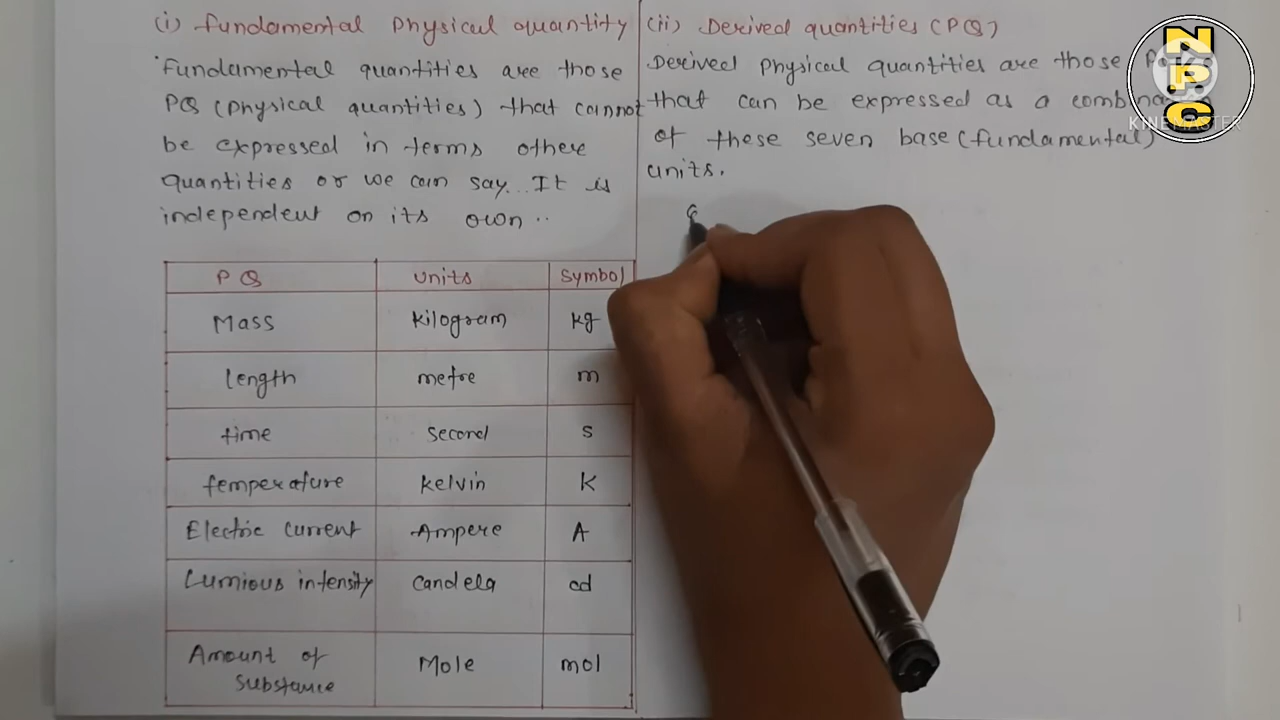 (i) fundamental physical quantity
Fundamental quantities are those
PQ (physical quantities) that cannot
be expressed in terms othere
quantities or we can say... It is
independent on its own ..
PQ units Symbol
Mass kilogram kg
length metre m
time second s
temperature kelvin K
Electric current Ampere A
Lumious intensity candela cd
Amount of
substance Mole mol
(ii) Derived quantities (PQ)
Derived physical quantities are those
that can be expressed as a
of these seven base (fundamental)
units.
NPC
KINEMASTER